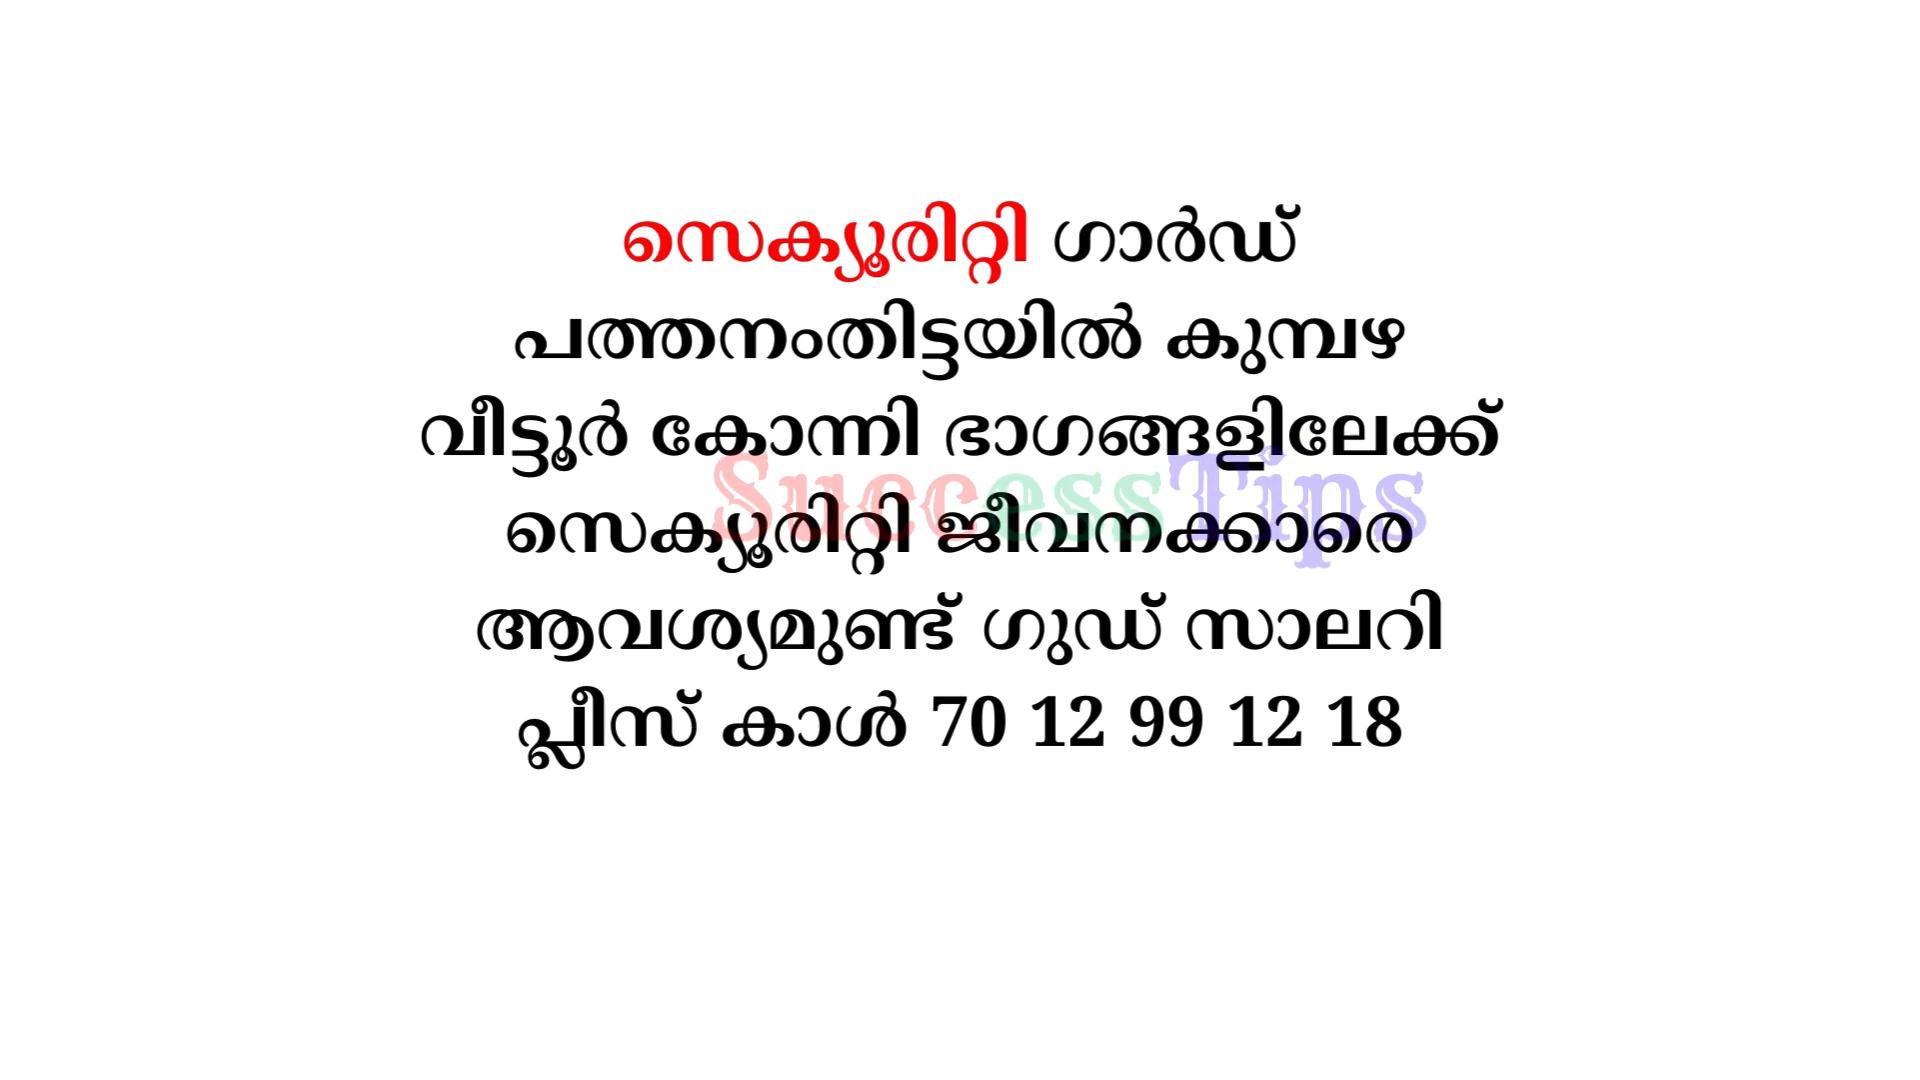 സെക്യൂരിറ്റി ഗാർഡ്
പത്തനംതിട്ടയിൽ കുമ്പഴ
വീട്ടൂർ കോന്നി ഭാഗങ്ങളിലേക്ക്
SuccessTips
സെക്യൂരിറ്റി ജീവനക്കാരെ
ആവശ്യമുണ്ട് ഗുഡ് സാലറി
പ്ലീസ് കാൾ 70 12 99 12 18